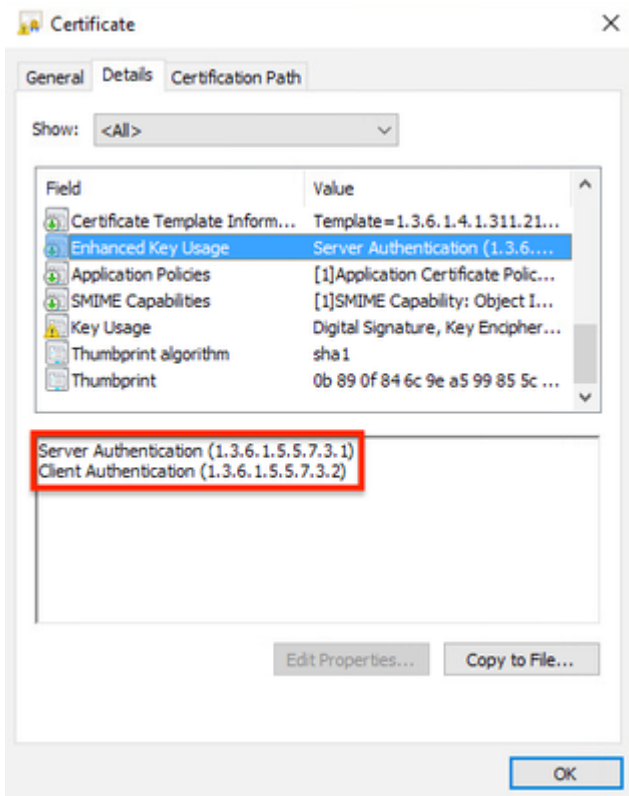 Certificate
General Details Certification Path
Show: <All>
Field Value
Certificate Template Inform... Template=1.3.6.1.4.1.311.21...
Enhanced Key Usage Server Authentication (1.3.6....
Application Policies [1]Application Certificate Polic...
SMIME Capabilities [1]SMIME Capability: Object I...
Key Usage Digital Signature, Key Encipher...
Thumbprint algorithm sha1
Thumbprint 0b 89 0f 84 6c 9e a5 99 85 5c ...
Server Authentication (1.3.6.1.5.5.7.3.1)
Client Authentication (1.3.6.1.5.5.7.3.2)
Edit Properties... Copy to File...
OK